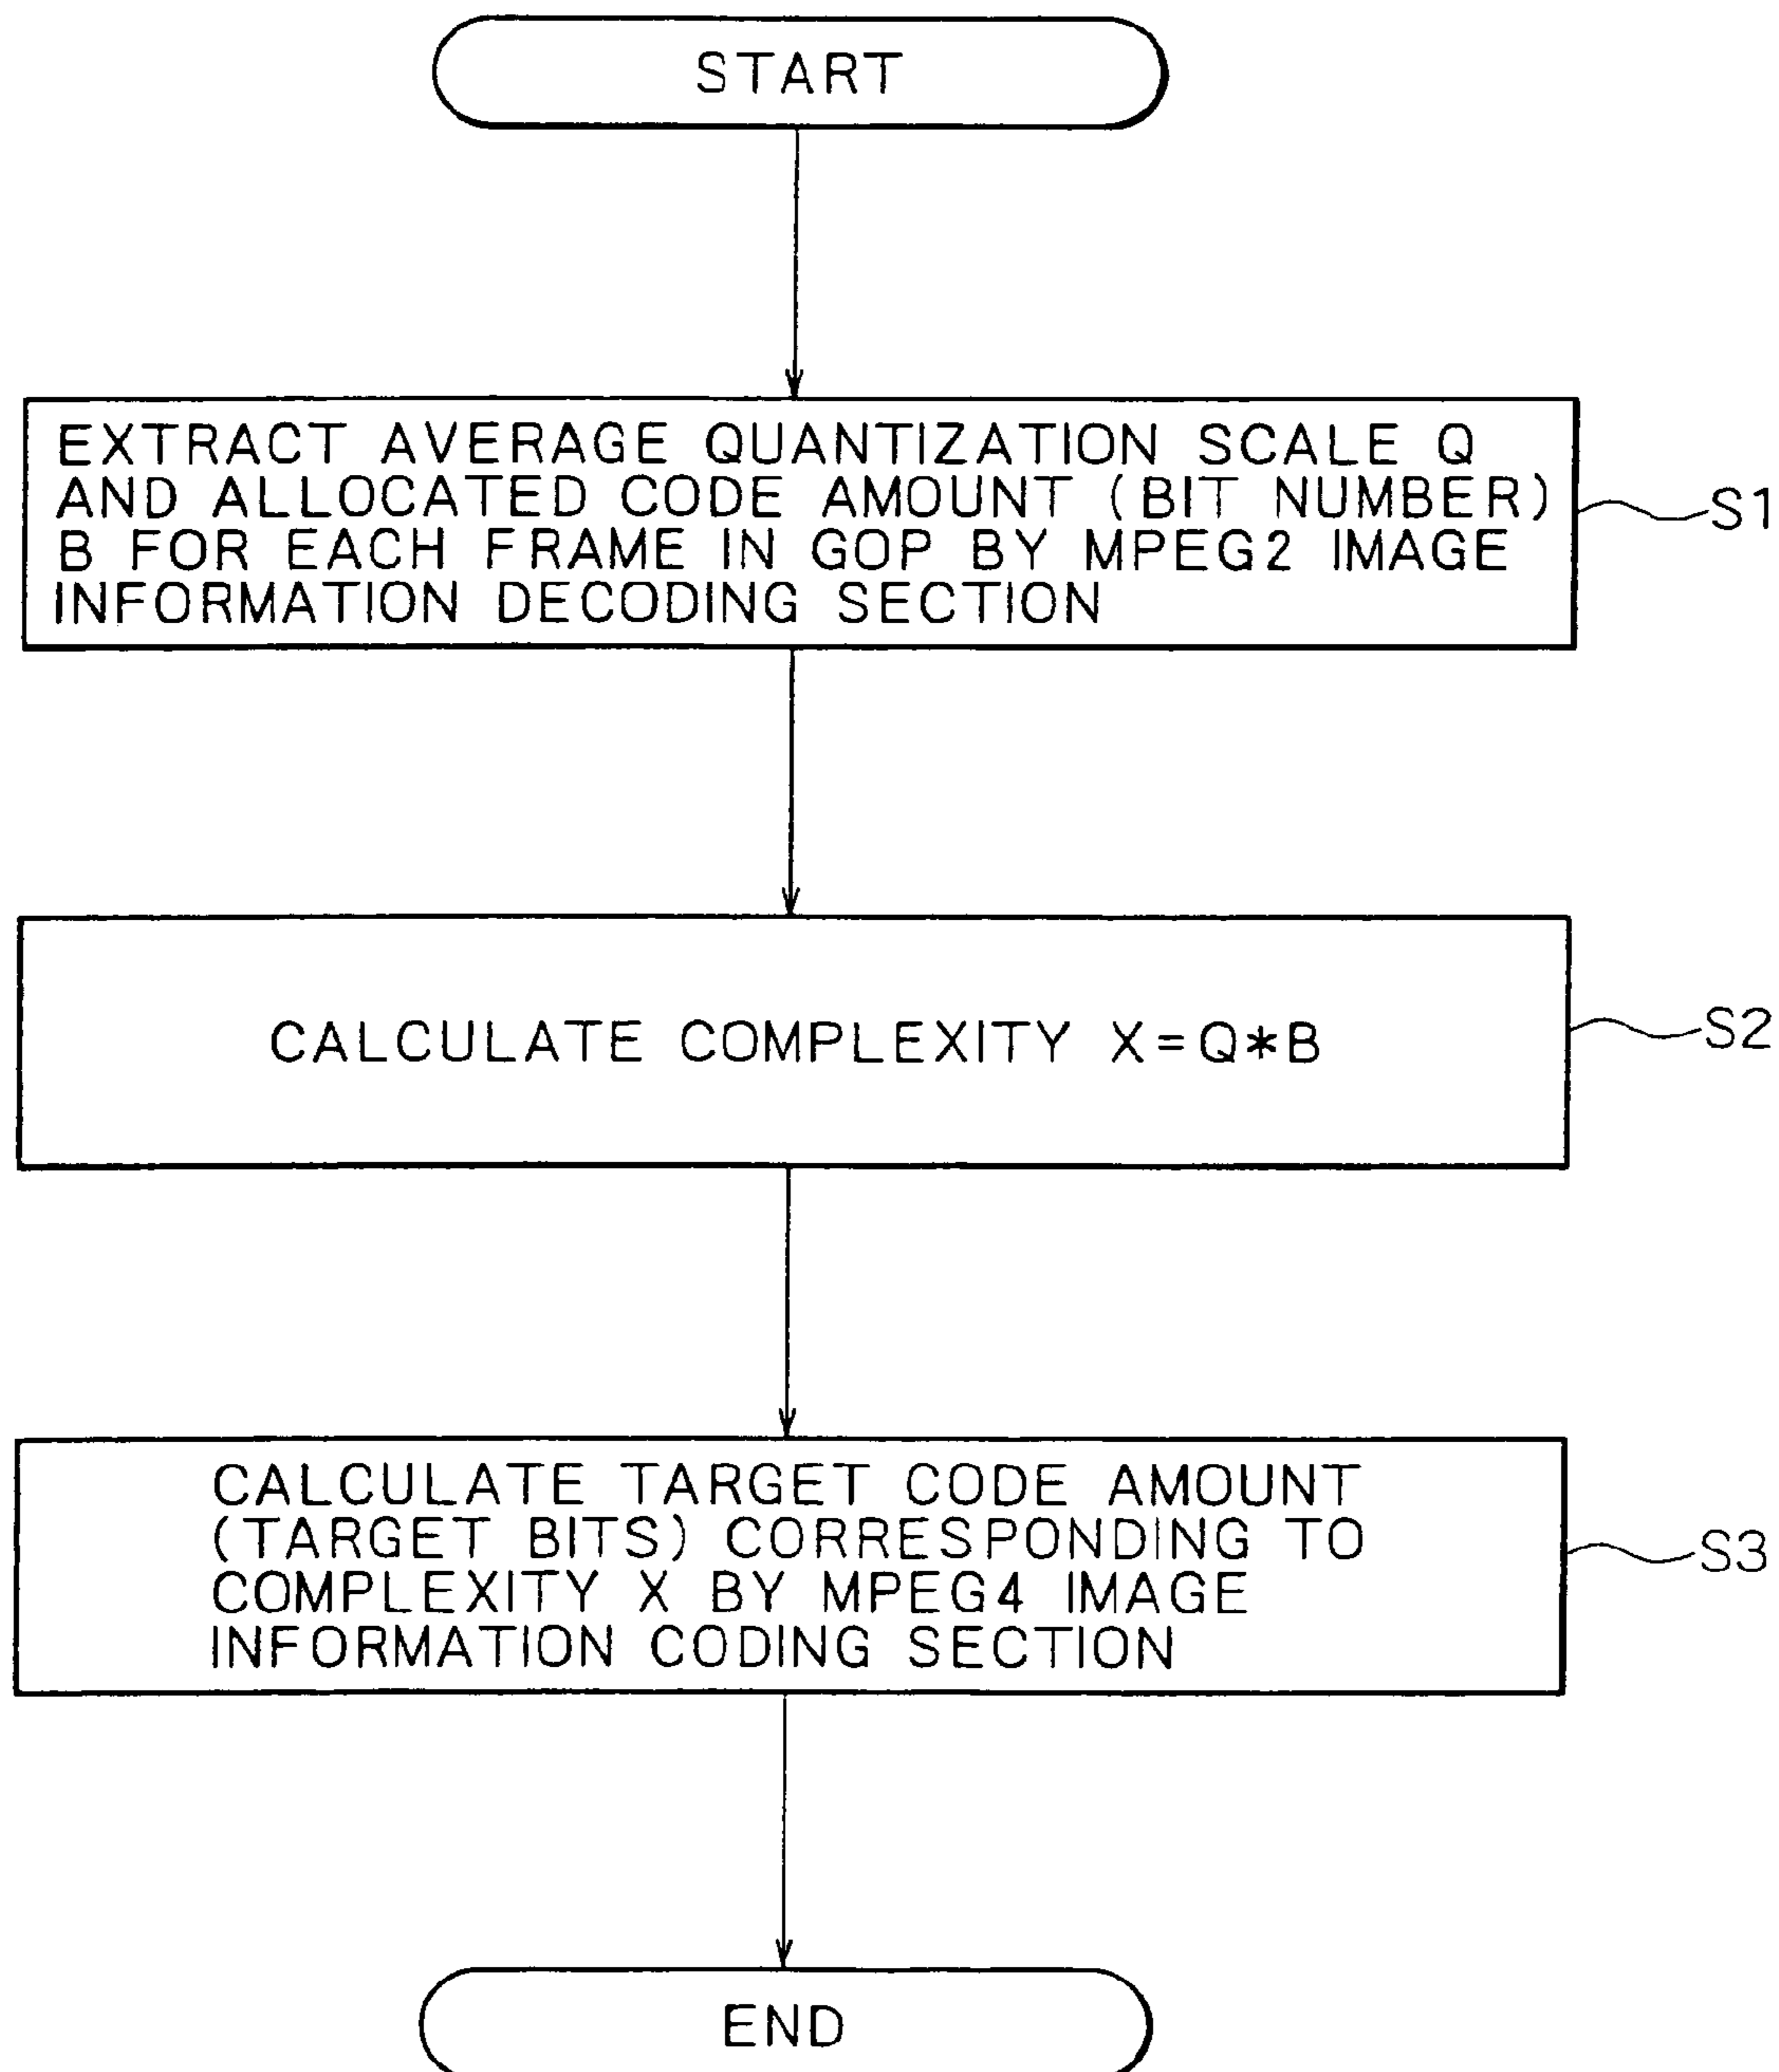 START
EXTRACT AVERAGE QUANTIZATION SCALE Q
AND ALLOCATED CODE AMOUNT (BIT NUMBER)
B FOR EACH FRAME IN GOP BY MPEG2 IMAGE
INFORMATION DECODING SECTION
S1
CALCULATE COMPLEXITY X=Q*B
S2
CALCULATE TARGET CODE AMOUNT
(TARGET BITS) CORRESPONDING TO
COMPLEXITY X BY MPEG4 IMAGE
INFORMATION CODING SECTION
S3
END